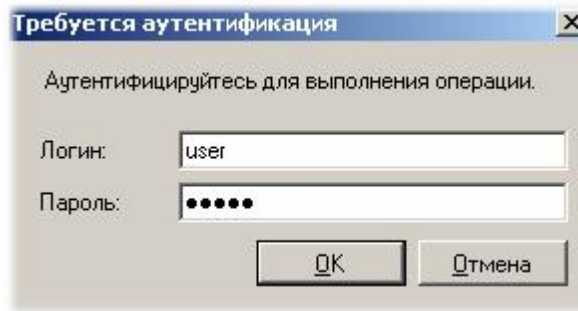 Требуется аутентификация
Аутентифицируйтесь для выполнения операции.
Логин: user
Пароль: •••••
OK Отмена